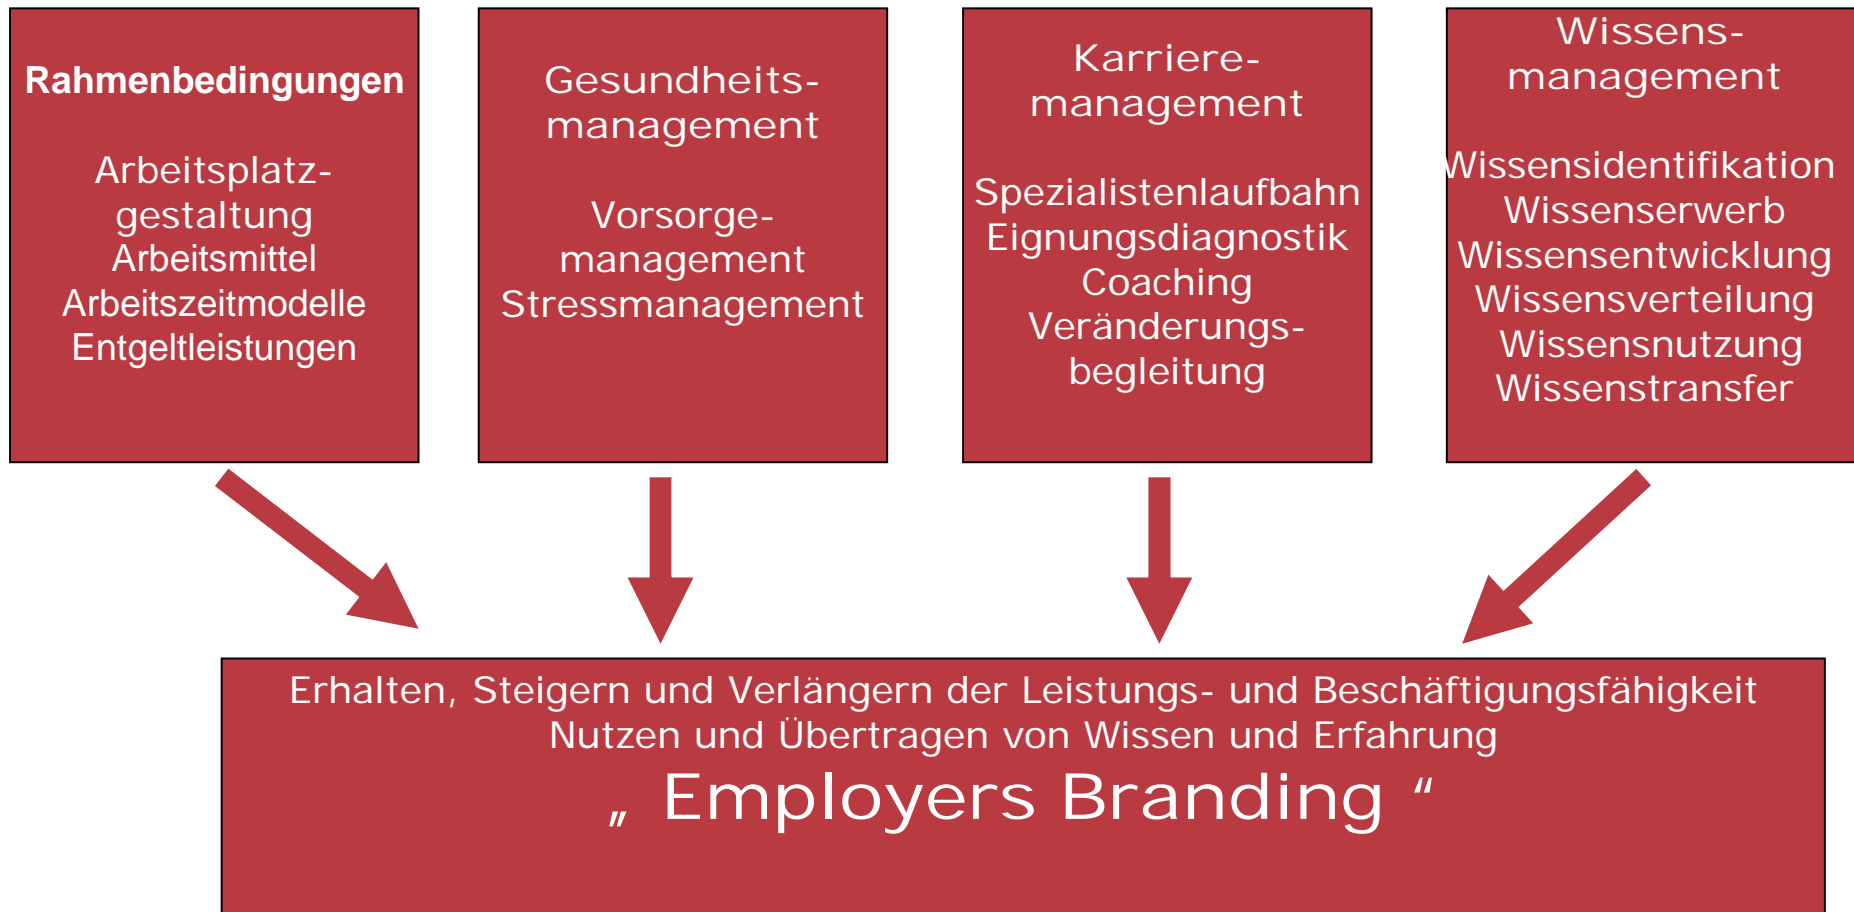 Rahmenbedingungen
Arbeitsplatz-
gestaltung
Arbeitsmittel
Arbeitszeitmodelle
Entgeltleistungen
Gesundheits-
management
Vorsorge-
management
Stressmanagement
Karriere-
management
Spezialistenlaufbahn
Eignungsdiagnostik
Coaching
Veränderungs-
begleitung
Wissens-
management
Wissensidentifikation
Wissenserwerb
Wissensentwicklung
Wissensverteilung
Wissensnutzung
Wissenstransfer
Erhalten, Steigern und Verlängern der Leistungs- und Beschäftigungsfähigkeit
Nutzen und Übertragen von Wissen und Erfahrung
„ Employers Branding “